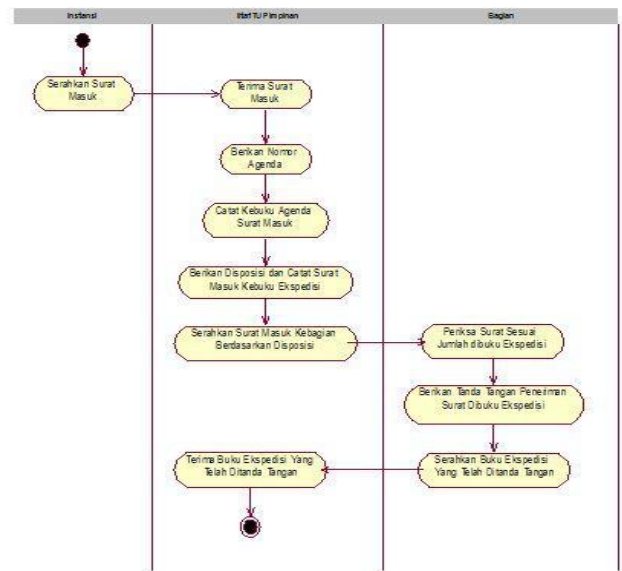 Instansi
Staf TU Pimpinan
Bagian
Serahkan Surat
Masuk
Terima Surat
Masuk
Berikan Nomor
Agenda
Catat Kebuku Agenda
Surat Masuk
Berikan Disposisi dan Catat Surat
Masuk Kebuku Ekspedisi
Serahkan Surat Masuk Kebagian
Berdasarkan Disposisi
Periksa Surat Sesuai
Jumlah dibuku Ekspedisi
Berikan Tanda Tangan Peneriman
Surat Dibuku Ekspedisi
Serahkan Buku Ekspedisi
Yang Telah Ditanda Tangan
Terima Buku Ekspedisi Yang
Telah Ditanda Tangan